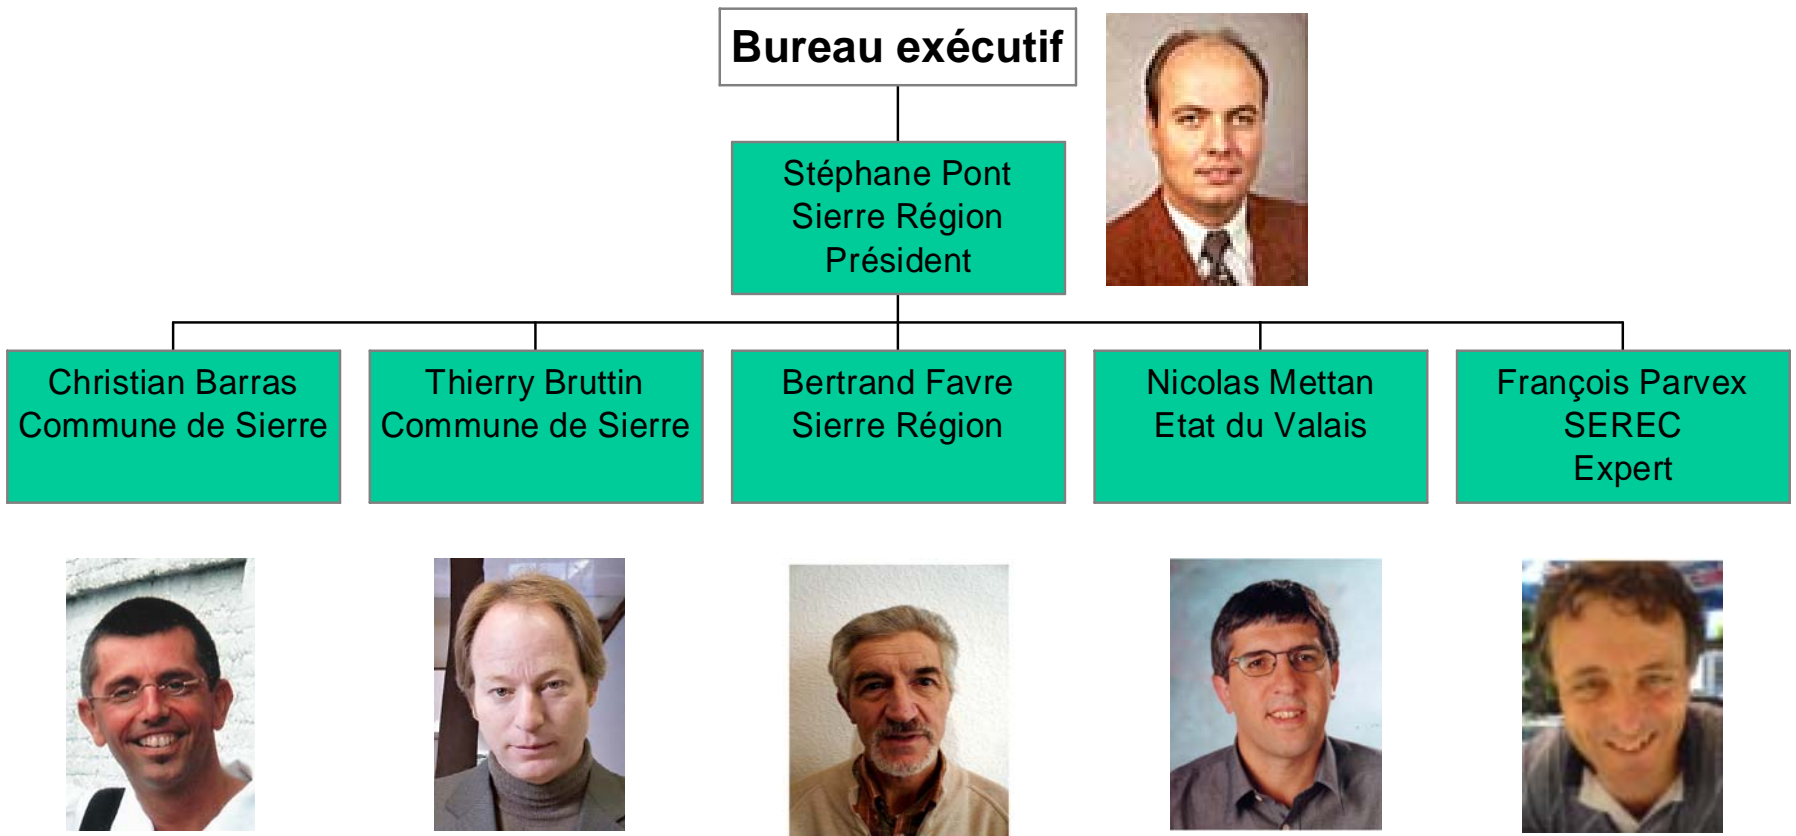 Bureau exécutif
Stéphane Pont
Sierre Région
Président
Christian Barras
Commune de Sierre
Thierry Bruttin
Commune de Sierre
Bertrand Favre
Sierre Région
Nicolas Mettan
Etat du Valais
François Parvex
SEREC
Expert